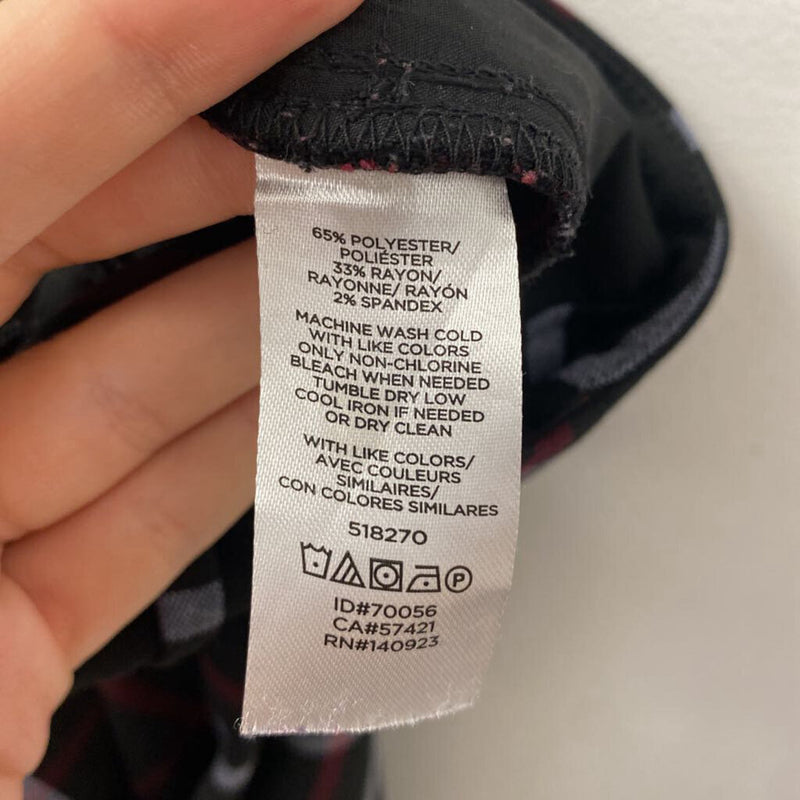 65% POLYESTER/
POLIÉSTER
33% RAYON/
RAYONNE/ RAYÓN
2% SPANDEX
MACHINE WASH COLD
WITH LIKE COLORS
ONLY NON-CHLORINE
BLEACH WHEN NEEDED
TUMBLE DRY LOW
COOL IRON IF NEEDED
OR DRY CLEAN
WITH LIKE COLORS/
AVEC COULEURS
SIMILAIRES/
CON COLORES SIMILARES
518270
P
ID#70056
CA#57421
RN#140923